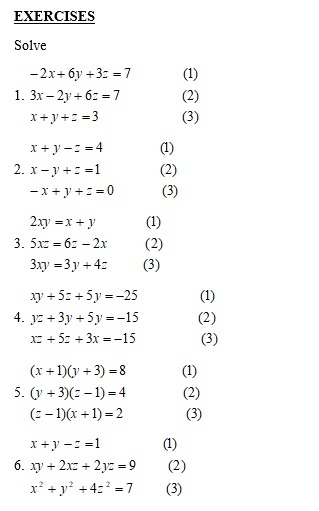 EXERCISES
Solve
−2x + 6y + 3z = 7 (1)
1. 3x − 2y + 6z = 7 (2)
x + y + z = 3 (3)
x + y − z = 4 (1)
2. x − y + z = 1 (2)
− x + y + z = 0 (3)
2xy = x + y (1)
3. 5xz = 6z − 2x (2)
3xy = 3y + 4z (3)
xy + 5z + 5y = −25 (1)
4. yz + 3y + 5y = −15 (2)
xz + 5z + 3x = −15 (3)
(x + 1)(y + 3) = 8 (1)
5. (y + 3)(z − 1) = 4 (2)
(z − 1)(x + 1) = 2 (3)
x + y − z = 1 (1)
6. xy + 2xz + 2yz = 9 (2)
x² + y² + 4z² = 7 (3)